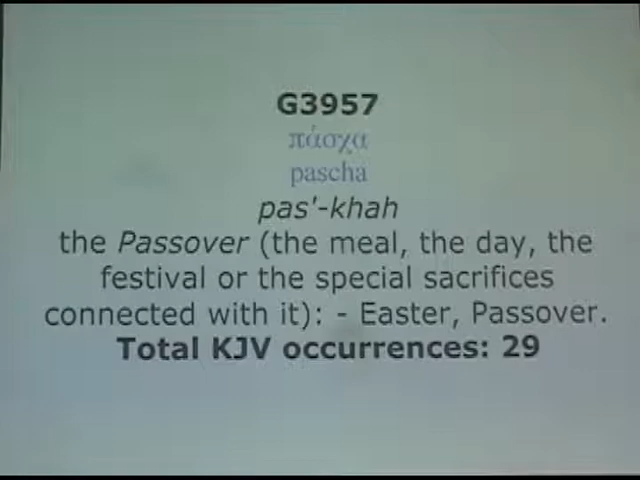 G3957
πάσχα
pascha
pas'-khah
the Passover (the meal, the day, the
festival or the special sacrifices
connected with it): - Easter, Passover.
Total KJV occurrences: 29